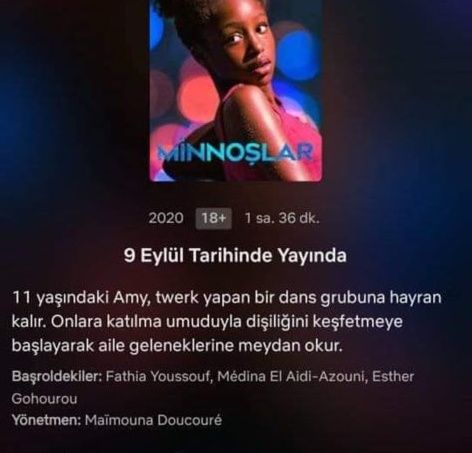 MİNNOŞLAR
2020 18+ 1 sa. 36 dk.
9 Eylül Tarihinde Yayında
11 yaşındaki Amy, twerk yapan bir dans grubuna hayran
kalır. Onlara katılma umuduyla dişiliğini keşfetmeye
başlayarak aile geleneklerine meydan okur.
Başroldekiler: Fathia Youssouf, Médina El Aidi-Azouni, Esther
Gohourou
Yönetmen: Maïmouna Doucouré